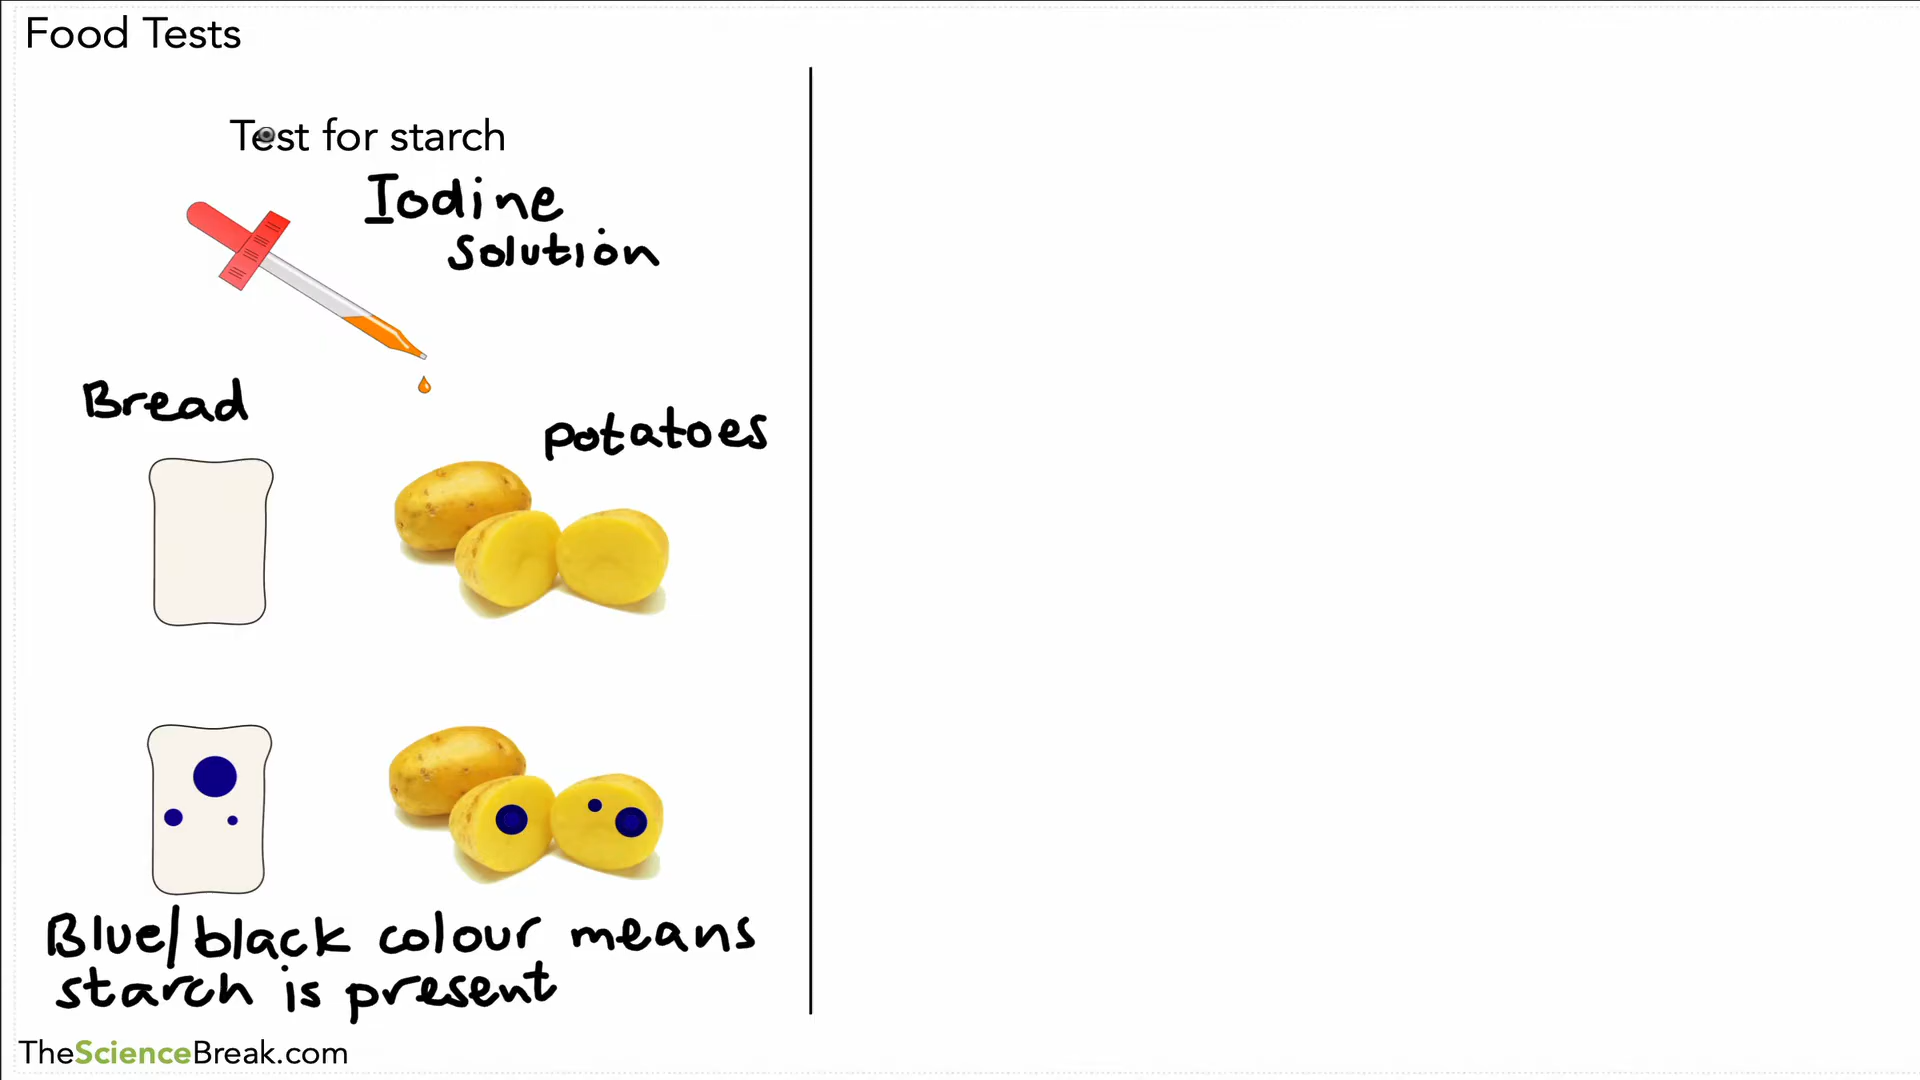 Food Tests
Test for starch
Iodine
solution
Bread
potatoes
Blue/black colour means
starch is present
TheScienceBreak.com